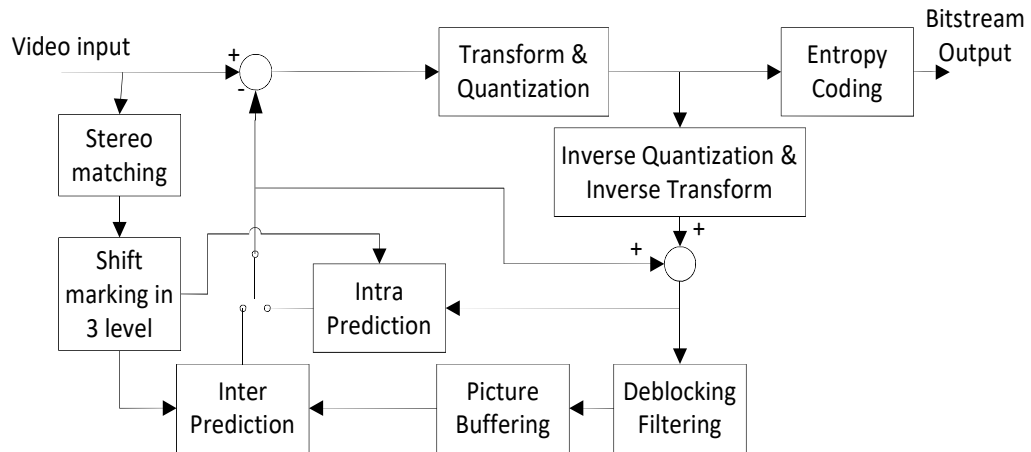 Video input
+
-
Transform &
Quantization
Entropy
Coding
Bitstream
Output
Stereo
matching
Inverse Quantization &
Inverse Transform
+
+
Shift
marking in
3 level
Intra
Prediction
Inter
Prediction
Picture
Buffering
Deblocking
Filtering